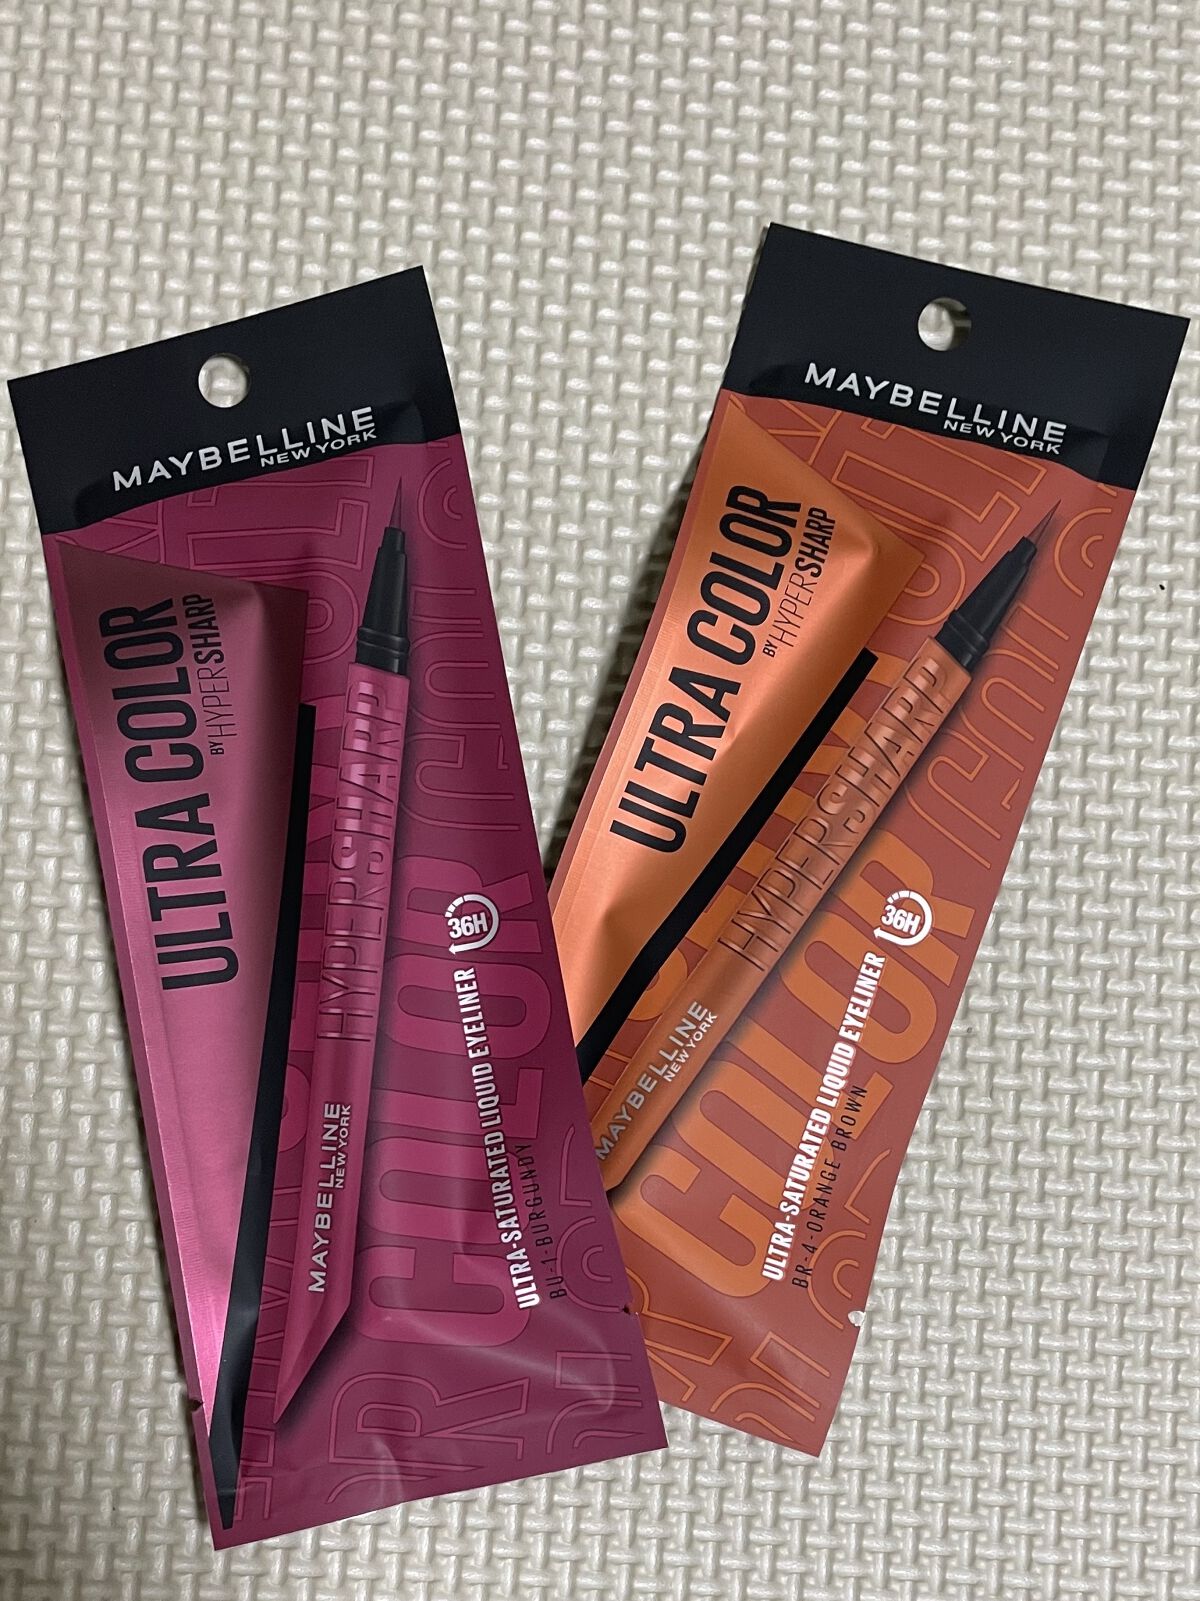 MAYBELLINE
NEW YORK
ULTRA COLOR
BY HYPERSHARP
HYPERSHARP
MAYBELLINE
NEW YORK
COLOR
36H
ULTRA-SATURATED LIQUID EYELINER
BU-1-BURGUNDY
MAYBELLINE
NEW YORK
ULTRA COLOR
BY HYPERSHARP
HYPERSHARP
MAYBELLINE
NEW YORK
COLOR
36H
ULTRA-SATURATED LIQUID EYELINER
BR-4-ORANGE BROWN